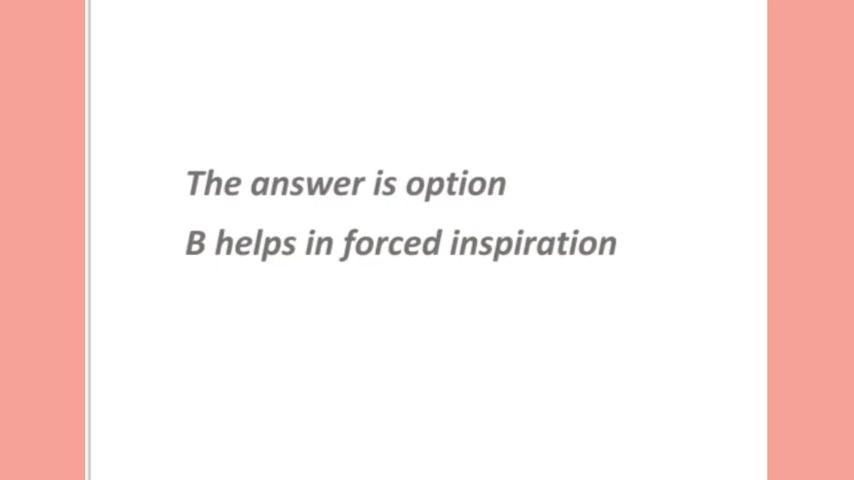 The answer is option
B helps in forced inspiration